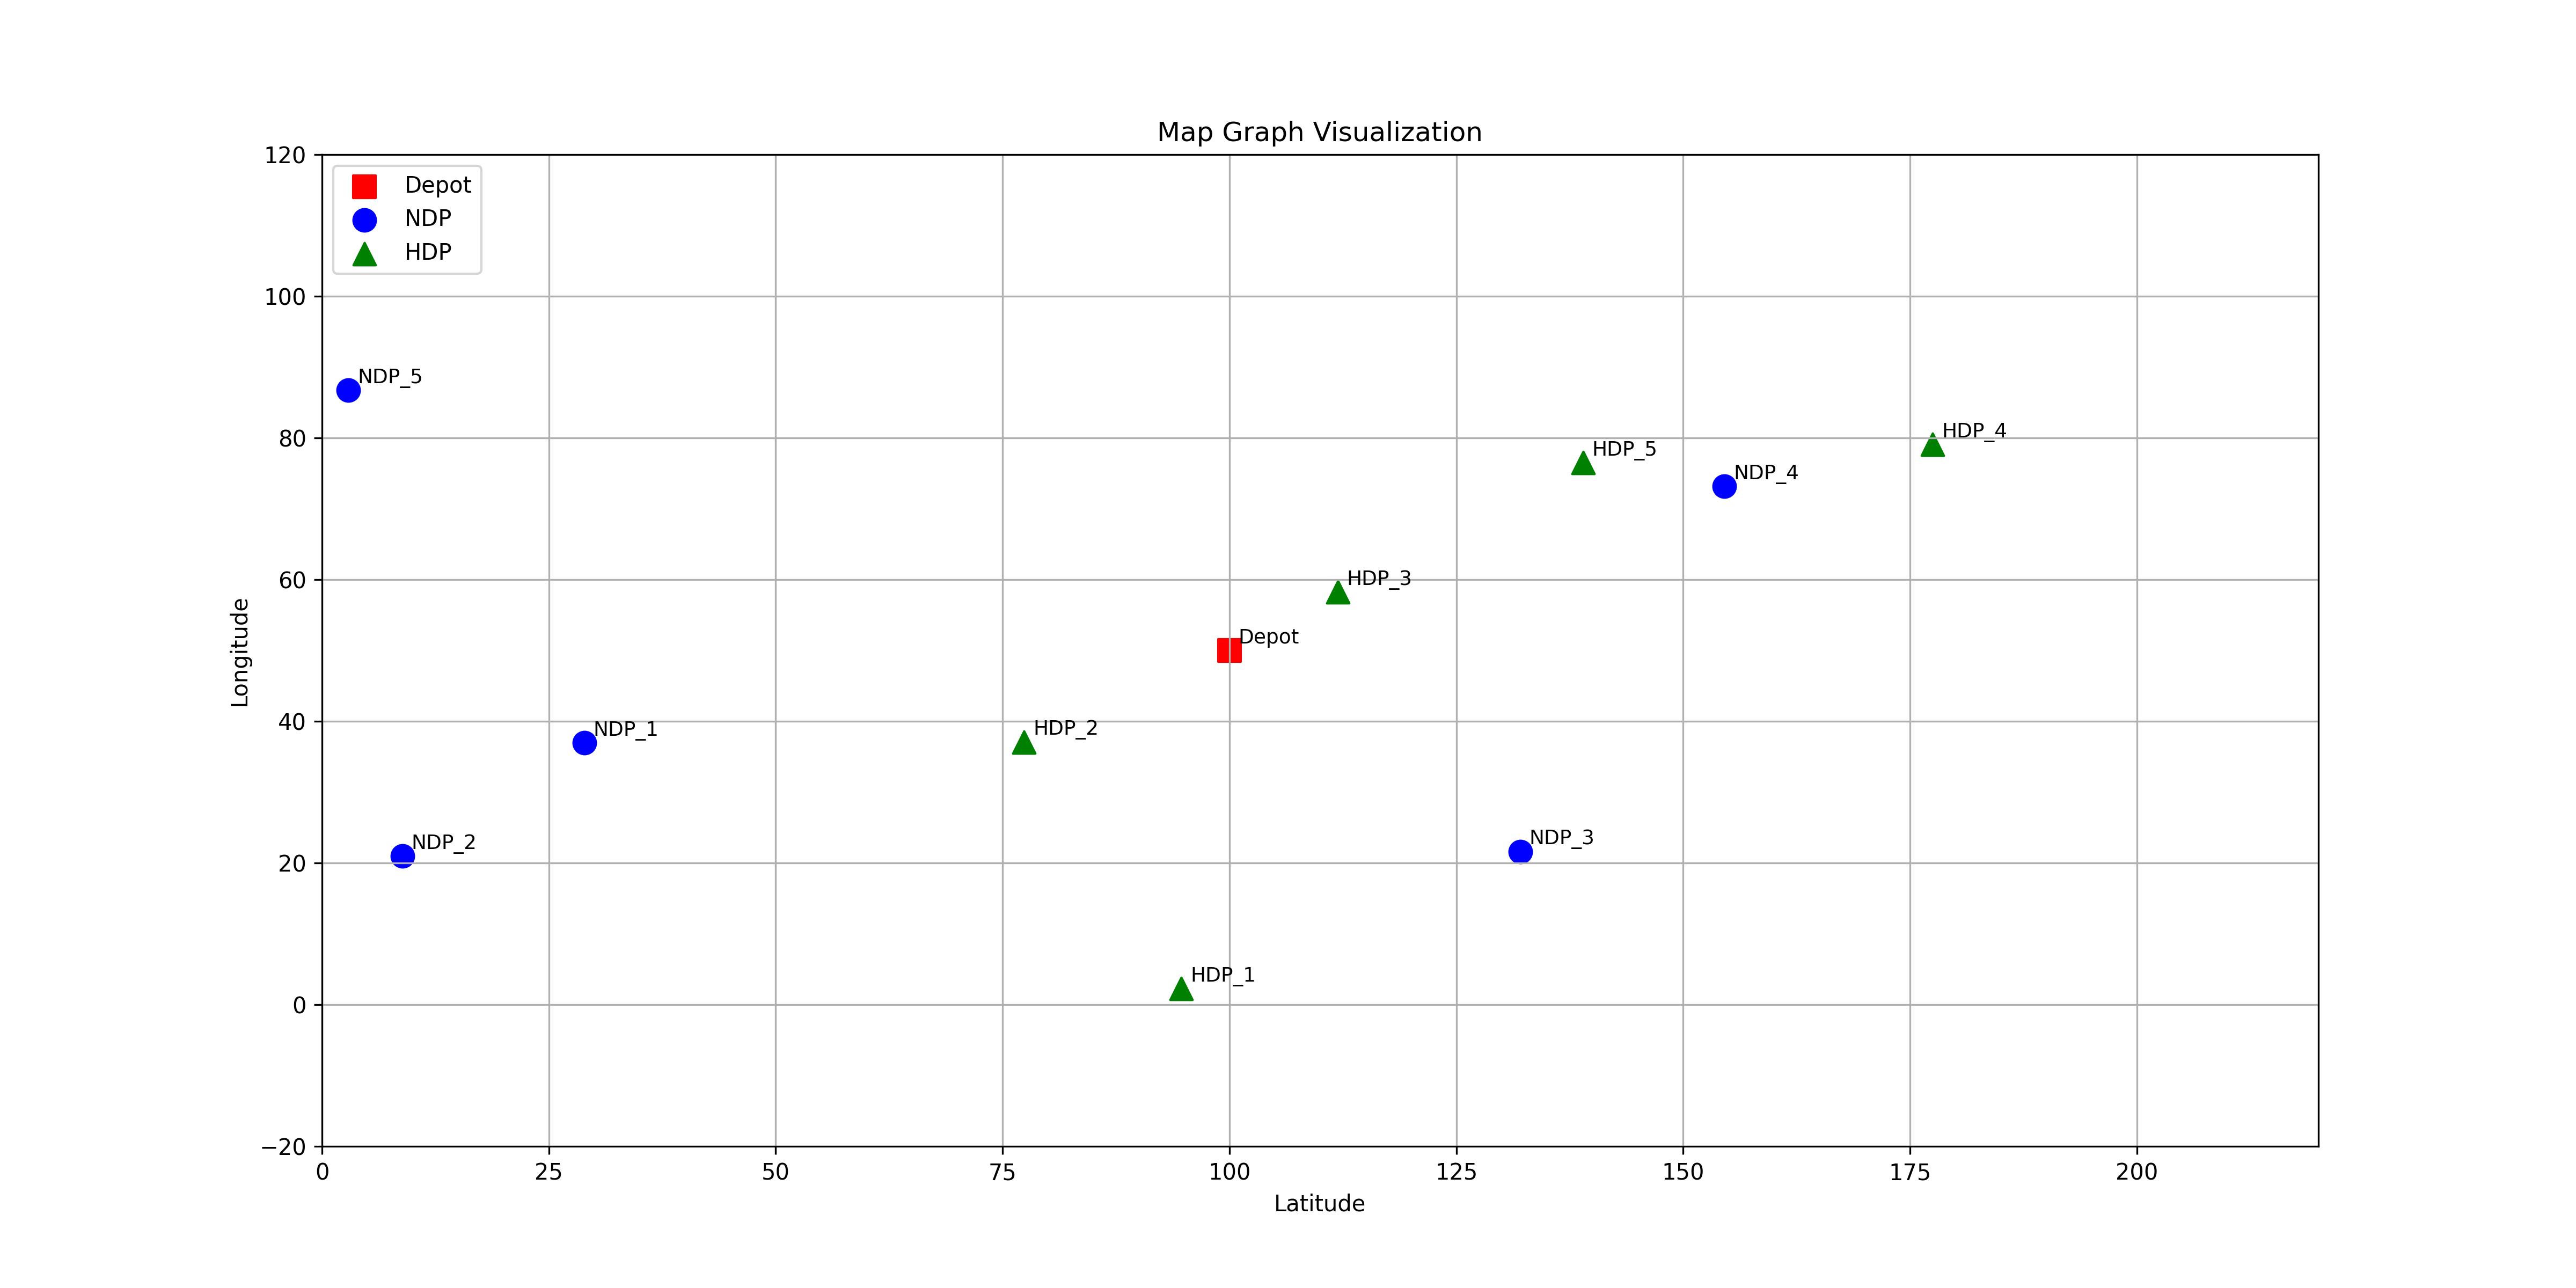 Map Graph Visualization
120
100
80
60
40
20
0
−20
Longitude
Depot
NDP
HDP
NDP_5
HDP_4
HDP_5
NDP_4
HDP_3
Depot
NDP_1
HDP_2
NDP_2
NDP_3
HDP_1
0 25 50 75 100 125 150 175 200
Latitude